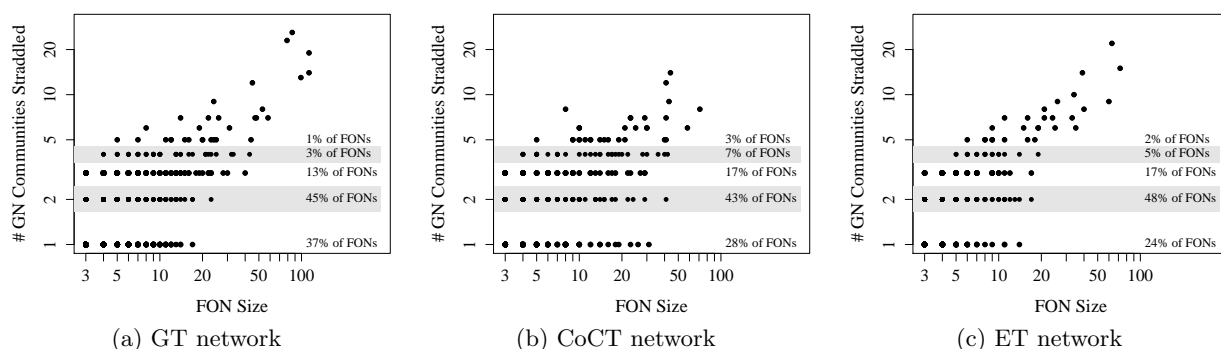 # GN Communities Straddled
20
10
5
2
1
1% of FONs
3% of FONs
13% of FONs
45% of FONs
37% of FONs
3 5 10 20 50 100
FON Size
(a) GT network
# GN Communities Straddled
20
10
5
2
1
3% of FONs
7% of FONs
17% of FONs
43% of FONs
28% of FONs
3 5 10 20 50 100
FON Size
(b) CoCT network
# GN Communities Straddled
20
10
5
2
1
2% of FONs
5% of FONs
17% of FONs
48% of FONs
24% of FONs
3 5 10 20 50 100
FON Size
(c) ET network